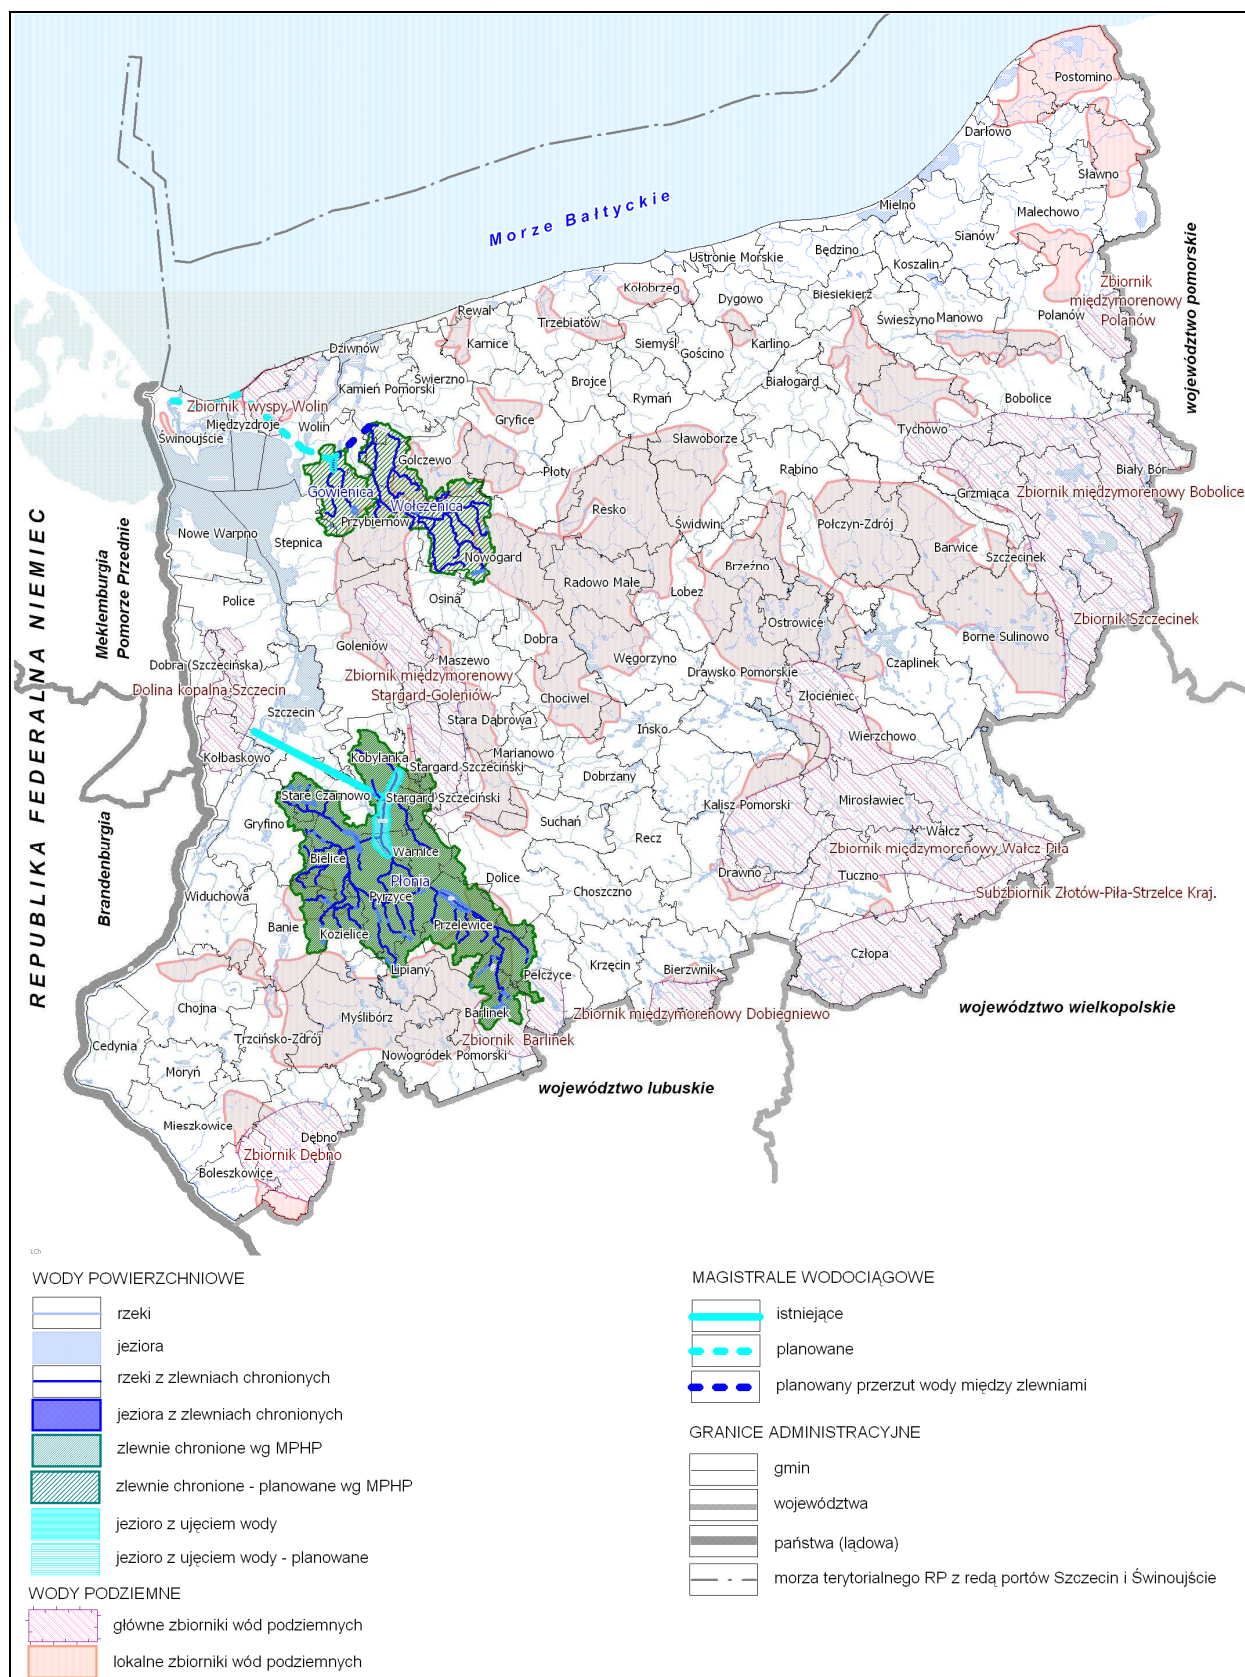 Morze Bałtyckie
Postomino
Darłowo
Sławno
Mielno
Malechowo
Sianów
Będzino
Ustronie Morskie
Koszalin
województwo pomorskie
Kołobrzeg
Dygowo
Biesiekierz
Zbiornik
międzymorenowy
Polanów
Rewal
Trzebiatów
Świeszyno
Manowo
Polanów
Karnice
Siemyśl
Gościno
Karlino
Dziwnów
Świerzno
Kamień Pomorski
Brojce
Rymań
Białogard
Bobolice
Zbiornik wyspy Wolin
Międzyzdroje
Wolin
Świnoujście
Gryfice
Sławoborze
Tychowo
Golczewo
Płoty
Rąbino
Biały Bór
Gowienica
Wołczenica
Resko
Grzmiąca
Zbiornik międzymorenowy Bobolice
Przybiernów
Świdwin
Połczyn-Zdrój
Nowe Warpno
Stepnica
Nowogard
Barwice
Szczecinek
Brzeźno
Radowo Małe
Łobez
Police
Osina
Ostrowice
Zbiornik Szczecinek
Goleniów
Dobra
Borne Sulinowo
Maszewo
Węgorzyno
Czaplinek
Dobra (Szczecińska)
Zbiornik międzymorenowy
Stargard-Goleniów
Drawsko Pomorskie
Dolina kopalna Szczecin
Chociwel
Złocieniec
Szczecin
Stara Dąbrowa
Ińsko
Wierzchowo
Kołbaskowo
Kobylanka
Marianowo
Stargard Szczeciński
Dobrzany
Stare Czarnowo
Stargard Szczeciński
Kalisz Pomorski
Mirosławiec
Gryfino
Suchań
Recz
Wałcz
Bielice
Warnice
Zbiornik międzymorenowy Wałcz-Piła
Płonia
Dolice
Drawno
Tuczno
Widuchowa
Pyrzyce
Choszczno
Subzbiornik Złotów-Piła-Strzelce Kraj.
Banie
Kozielice
Przelewice
Człopa
Lipiany
Pełczyce
Krzęcin
Bierzwnik
województwo wielkopolskie
Chojna
Myślibórz
Barlinek
Zbiornik międzymorenowy Dobiegniewo
Cedynia
Trzcińsko-Zdrój
Zbiornik Barlinek
Nowogródek Pomorski
Moryń
województwo lubuskie
Mieszkowice
Dębno
Zbiornik Dębno
Boleszkowice
REPUBLIKA FEDERALNA NIEMIEC
Meklemburgia
Pomorze Przednie
Brandenburgia
LCh
WODY POWIERZCHNIOWE
rzeki
jeziora
rzeki z zlewniach chronionych
jeziora z zlewniach chronionych
zlewnie chronione wg MPHP
zlewnie chronione - planowane wg MPHP
jezioro z ujęciem wody
jezioro z ujęciem wody - planowane
WODY PODZIEMNE
główne zbiorniki wód podziemnych
lokalne zbiorniki wód podziemnych
MAGISTRALE WODOCIĄGOWE
istniejące
planowane
planowany przerzut wody między zlewniami
GRANICE ADMINISTRACYJNE
gmin
województwa
państwa (lądowa)
morza terytorialnego RP z redą portów Szczecin i Świnoujście